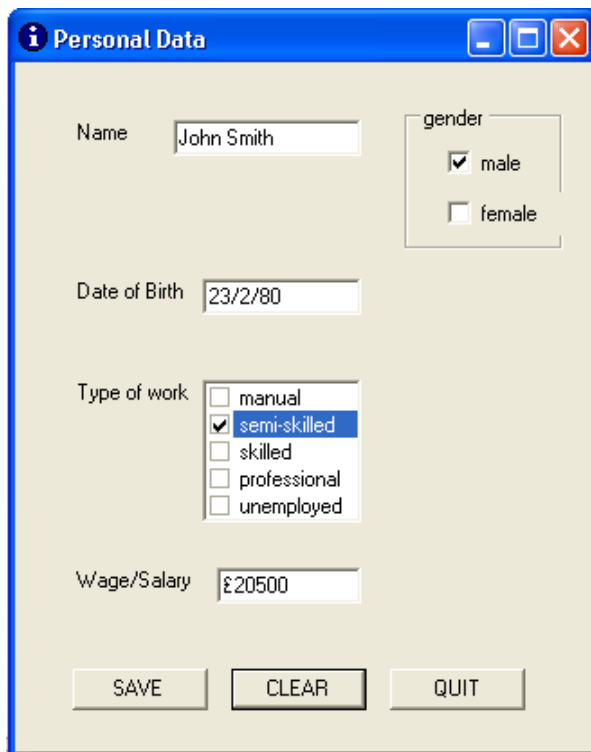 Personal Data
Name John Smith
gender
male
female
Date of Birth 23/2/80
Type of work
manual
semi-skilled
skilled
professional
unemployed
Wage/Salary £20500
SAVE CLEAR QUIT